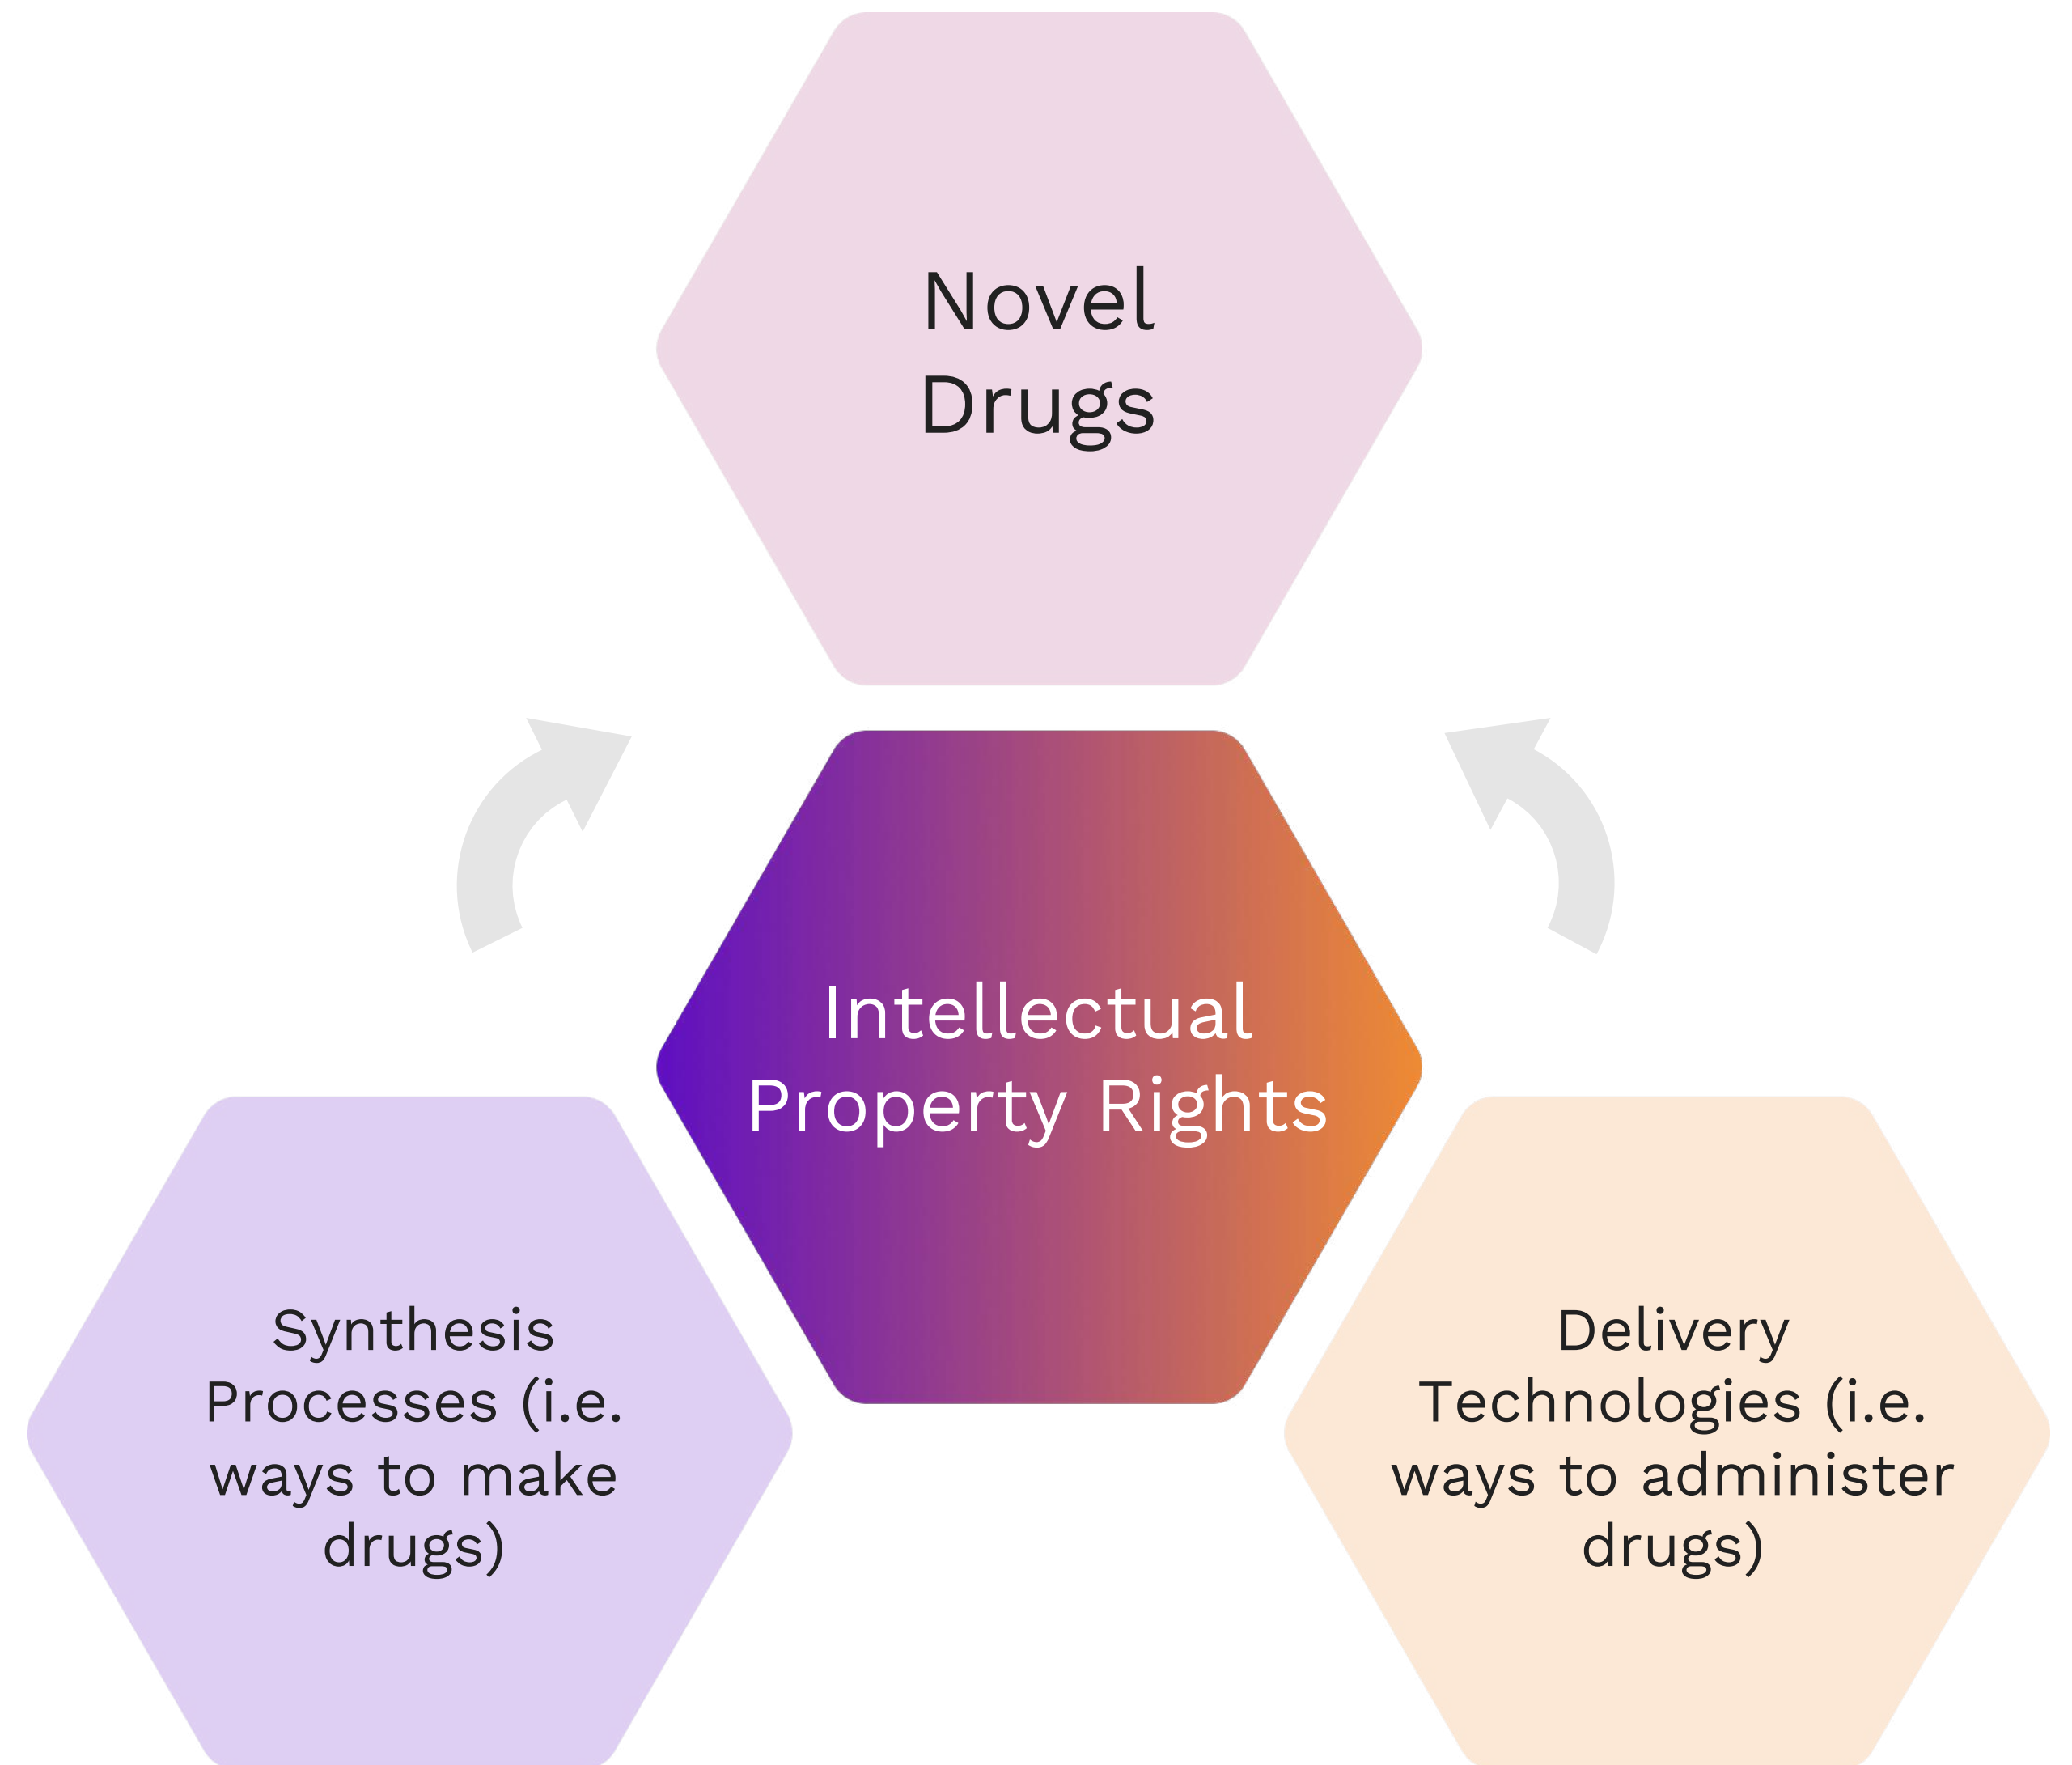 Novel
Drugs
Intellectual
Property Rights
Synthesis
Processes (i.e.
ways to make
drugs)
Delivery
Technologies (i.e.
ways to administer
drugs)